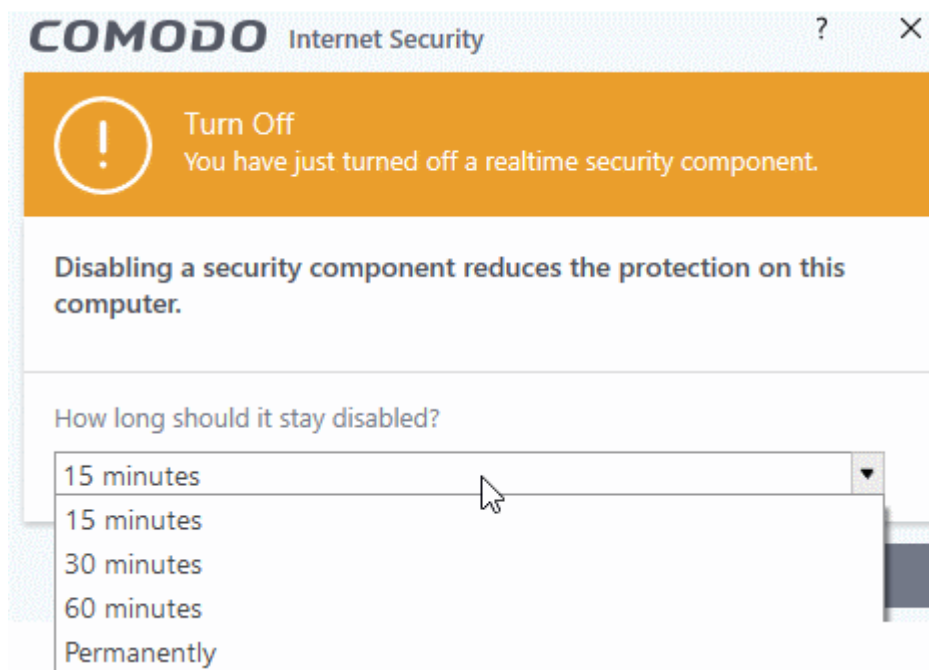 COMODO Internet Security ?
Turn Off
You have just turned off a realtime security component.
Disabling a security component reduces the protection on this
computer.
How long should it stay disabled?
15 minutes
15 minutes
30 minutes
60 minutes
Permanently